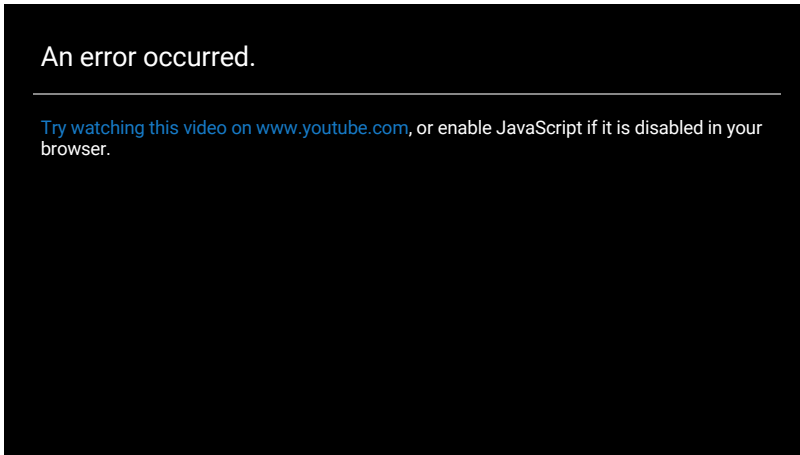 An error occurred.
Try watching this video on www.youtube.com, or enable JavaScript if it is disabled in your
browser.